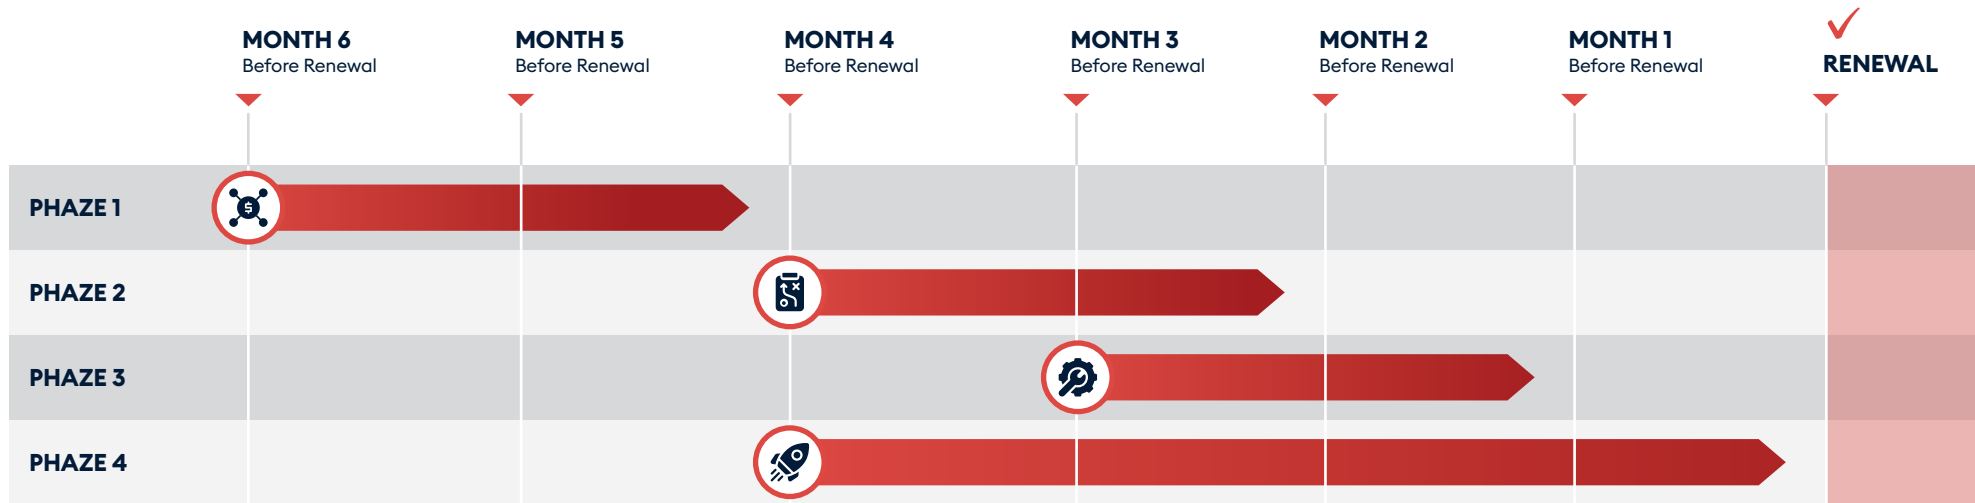 MONTH 6
Before Renewal
MONTH 5
Before Renewal
MONTH 4
Before Renewal
MONTH 3
Before Renewal
MONTH 2
Before Renewal
MONTH 1
Before Renewal
RENEWAL
PHAZE 1
$
PHAZE 2
PHAZE 3
PHAZE 4